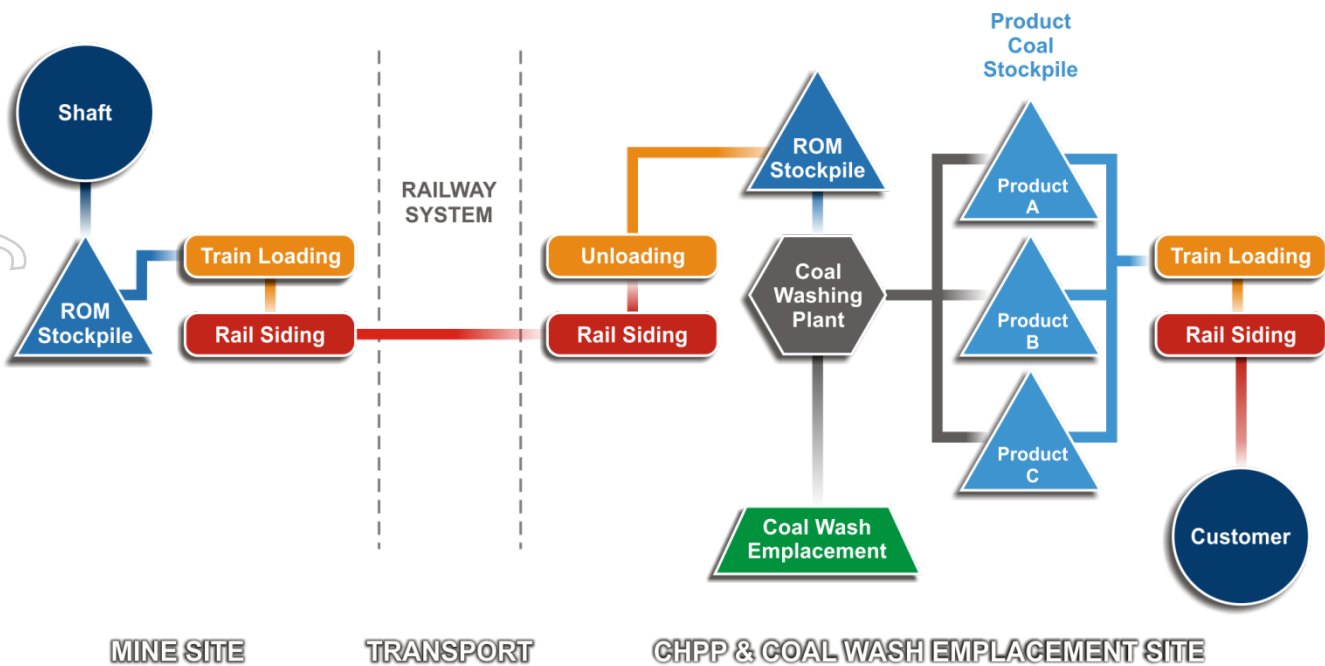 Product
Coal
Stockpile
Shaft
ROM
Stockpile
RAILWAY
SYSTEM
Product
A
Train Loading
Unloading
Coal
Washing
Plant
Train Loading
ROM
Stockpile
Rail Siding
Rail Siding
Product
B
Rail Siding
Product
C
Coal Wash
Emplacement
Customer
MINE SITE
TRANSPORT
CHPP & COAL WASH EMPLACEMENT SITE